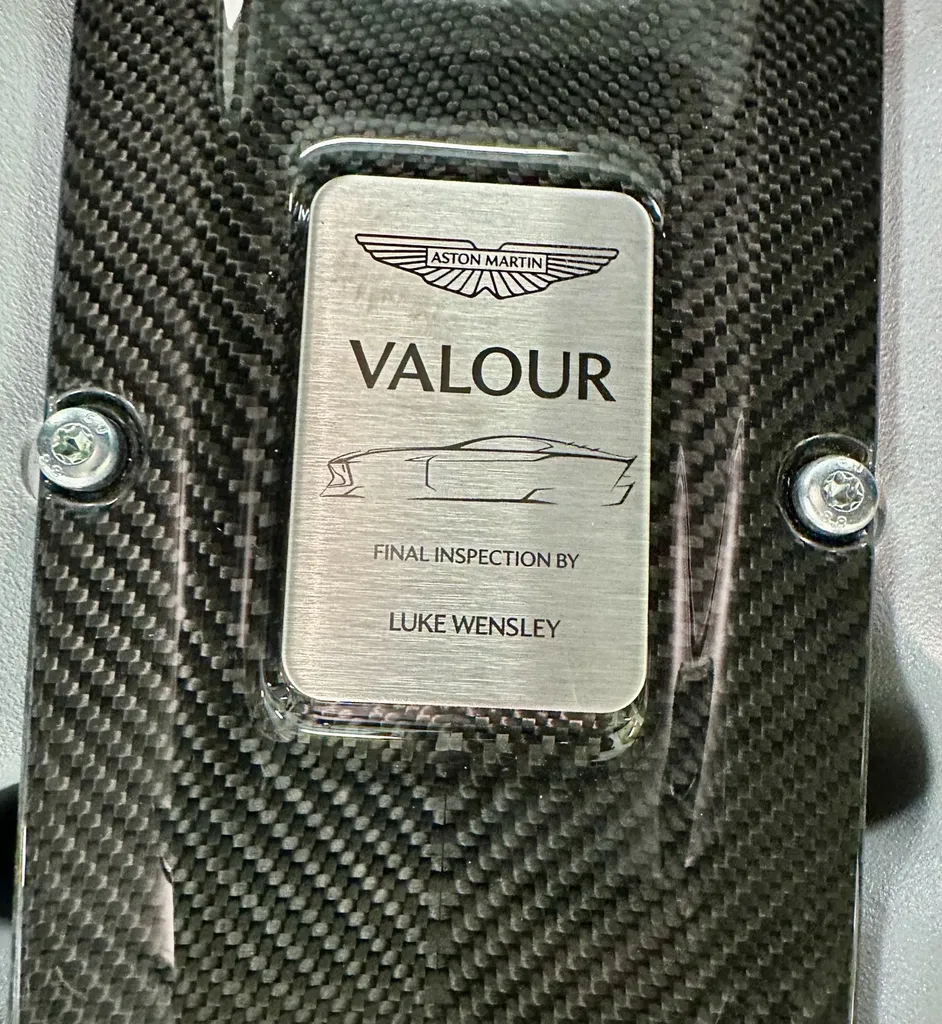 ASTON MARTIN
VALOUR
FINAL INSPECTION BY
LUKE WENSLEY